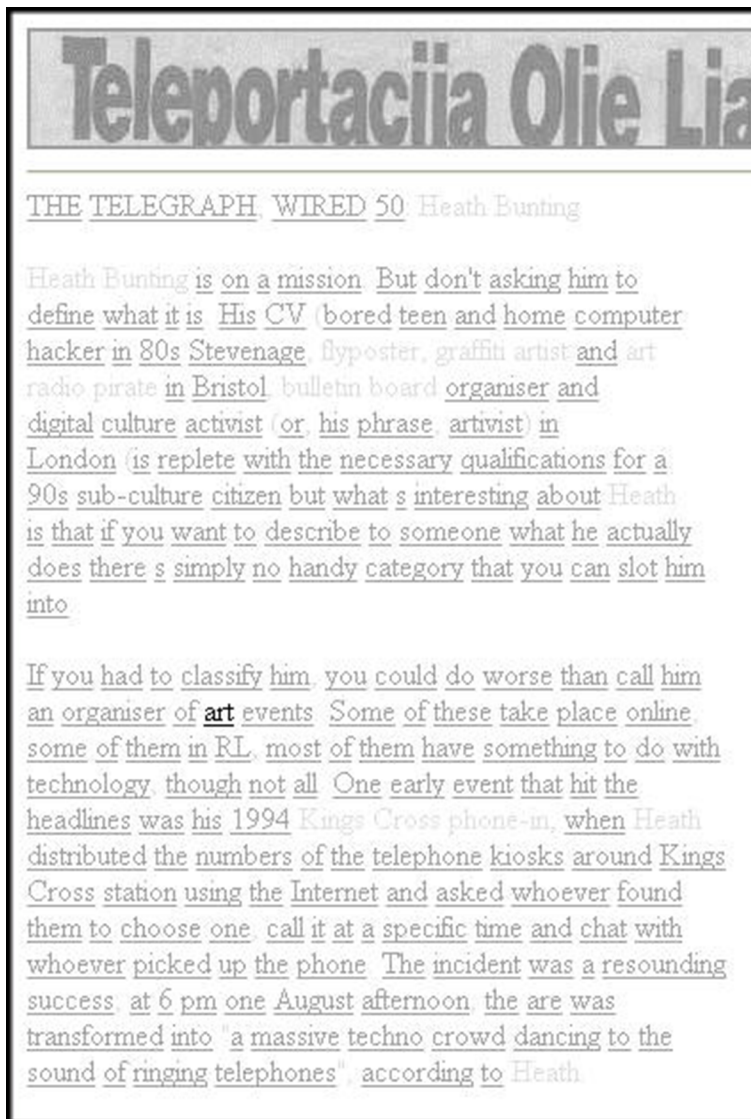 Teleportaciia Olie Lia
THE TELEGRAPH, WIRED 50: Heath Bunting
Heath Bunting is on a mission. But don't asking him to
define what it is. His CV (bored teen and home computer
hacker in 80s Stevenage, flyposter, graffiti artist and art
radio pirate in Bristol, bulletin board organiser and
digital culture activist (or, his phrase, artivist) in
London (is replete with the necessary qualifications for a
90s sub-culture citizen but what s interesting about Heath
is that if you want to describe to someone what he actually
does there s simply no handy category that you can slot him
into.
If you had to classify him, you could do worse than call him
an organiser of art events. Some of these take place online,
some of them in RL, most of them have something to do with
technology, though not all. One early event that hit the
headlines was his 1994 Kings Cross phone-in, when Heath
distributed the numbers of the telephone kiosks around Kings
Cross station using the Internet and asked whoever found
them to choose one, call it at a specific time and chat with
whoever picked up the phone. The incident was a resounding
success, at 6 pm one August afternoon, the are was
transformed into "a massive techno crowd dancing to the
sound of ringing telephones", according to Heath.